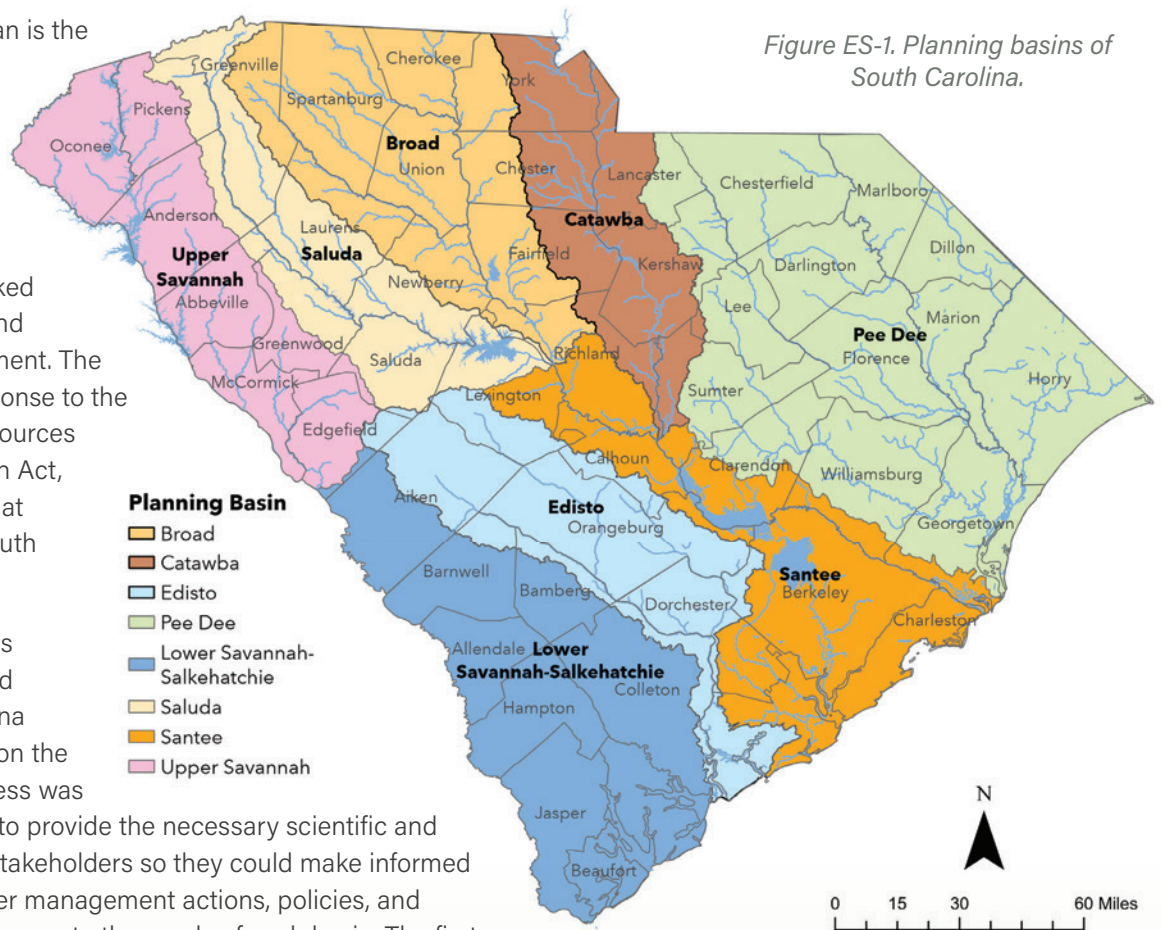 an is the
Figure ES-1. Planning basins of
South Carolina.
ked
nd
ment. The
ponse to the
ources
n Act,
at
uth
s
d
na
on the
ess was
to provide the necessary scientific and
takeholders so they could make informed
er management actions, policies, and
Greenville
Cherokee
York
Pickens
Spartanburg
Oconee
Broad
Union
Chester
Lancaster
Chesterfield
Marlboro
Anderson
Catawba
Laurens
Upper
Savannah
Saluda
Fairfield
Kershaw
Darlington
Dillon
Newberry
Abbeville
Lee
Marion
Greenwood
Saluda
Richland
Pee Dee
Florence
McCormick
Lexington
Sumter
Horry
Edgefield
Calhoun
Clarendon
Williamsburg
Aiken
Edisto
Orangeburg
Georgetown
Barnwell
Bamberg
Santee
Berkeley
Dorchester
Charleston
Allendale
Lower
Savannah-Salkehatchie
Colleton
Hampton
Jasper
Beaufort
Planning Basin
Broad
Catawba
Edisto
Pee Dee
Lower Savannah-
Salkehatchie
Saluda
Santee
Upper Savannah
N
0 15 30 60 Miles